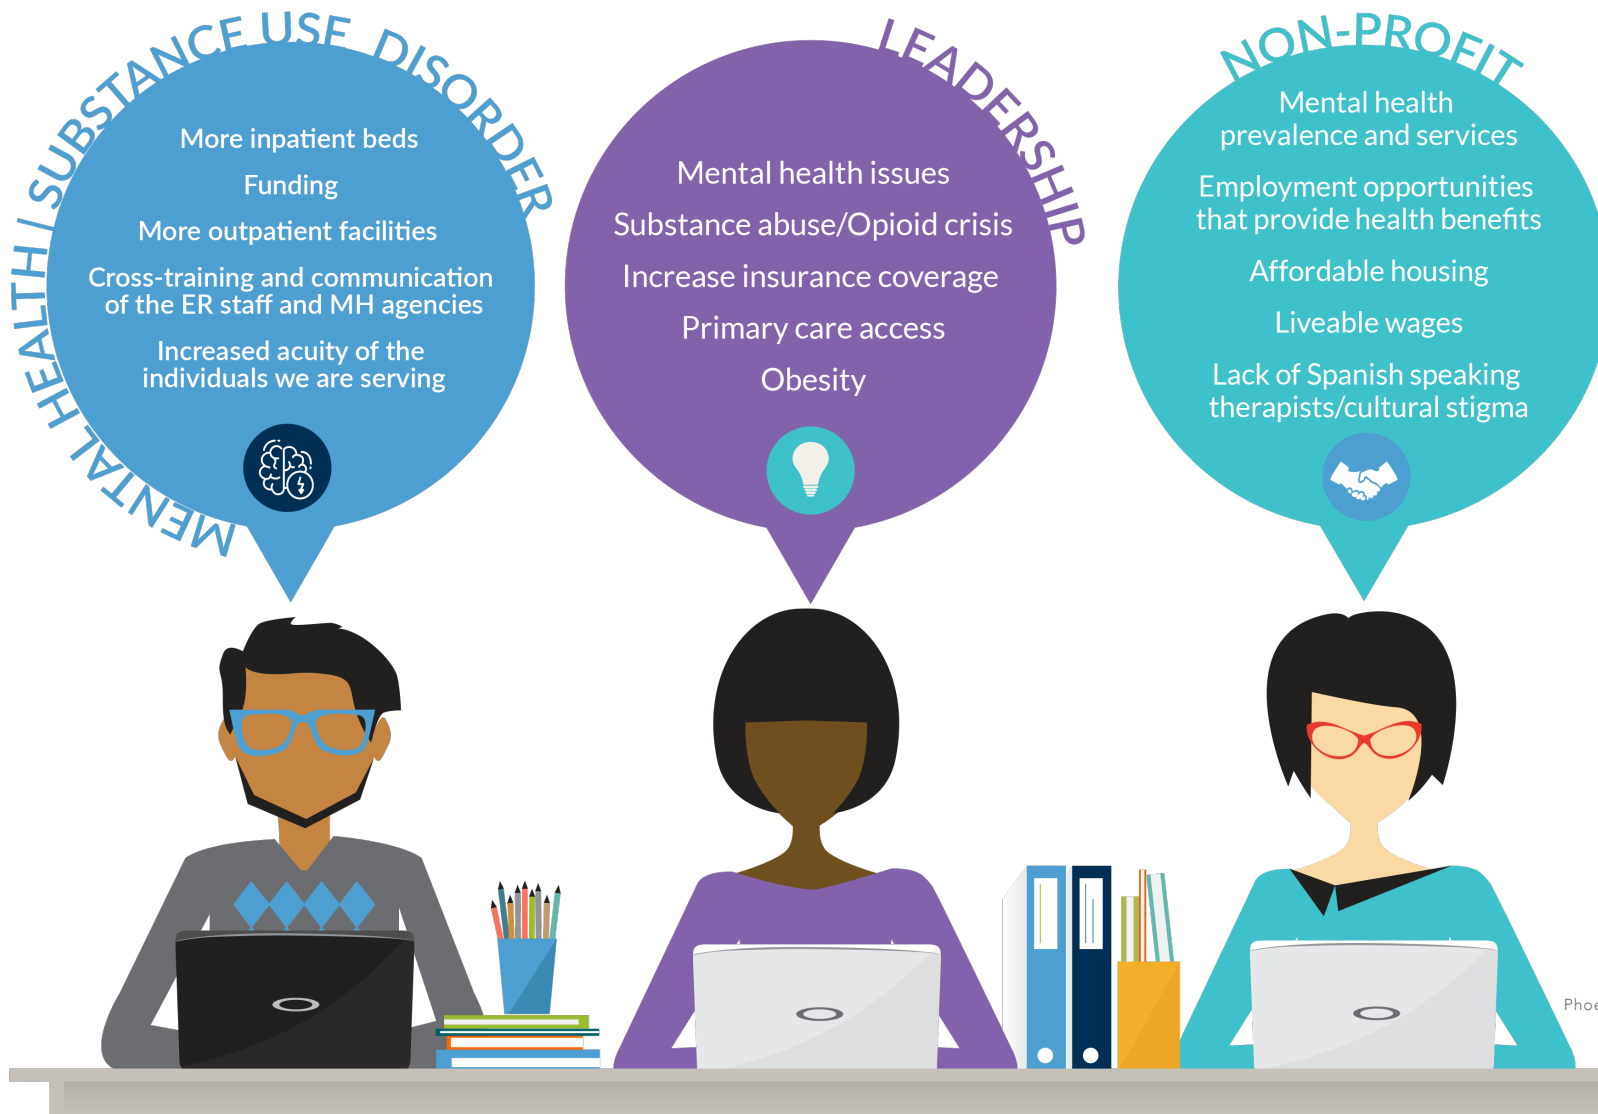 MENTAL HEALTH | SUBSTANCE USE DISORDER
More inpatient beds
Funding
More outpatient facilities
Cross-training and communication
of the ER staff and MH agencies
Increased acuity of the
individuals we are serving
LEADERSHIP
Mental health issues
Substance abuse/Opioid crisis
Increase insurance coverage
Primary care access
Obesity
NON-PROFIT
Mental health
prevalence and services
Employment opportunities
that provide health benefits
Affordable housing
Liveable wages
Lack of Spanish speaking
therapists/cultural stigma